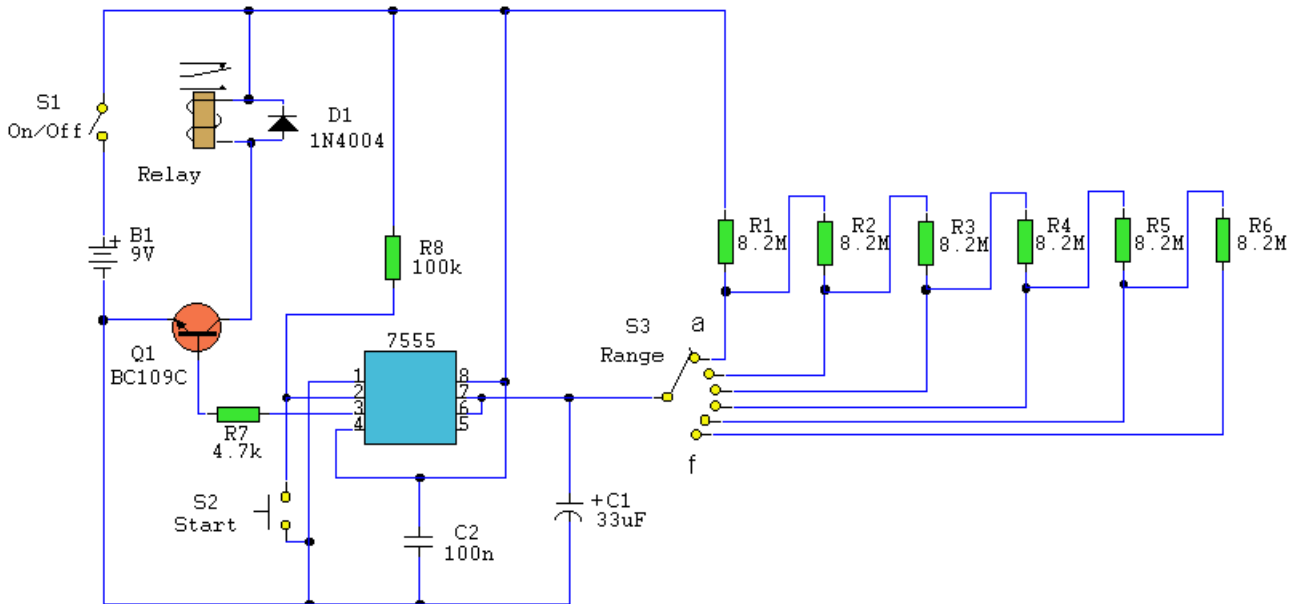 S1
On/Off
Relay
D1
1N4004
B1
9V
+
R8
100k
Q1
BC109C
R7
4.7k
7555
1
2
3
4
8
7
6
5
S2
Start
C2
100n
+C1
33uF
S3
Range
a
f
R1
8.2M
R2
8.2M
R3
8.2M
R4
8.2M
R5
8.2M
R6
8.2M